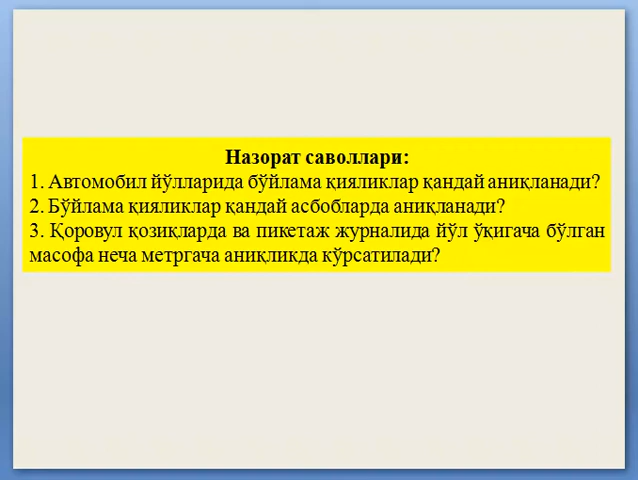 Назорат саволлари:
1. Автомобил йўлларида бўйлама қияликлар қандай аниқланади?
2. Бўйлама қияликлар қандай асбобларда аниқланади?
3. Қоровул қозиқларда ва пикетаж журналида йўл ўқигача бўлган
масофа неча метргача аниқликда кўрсатилади?